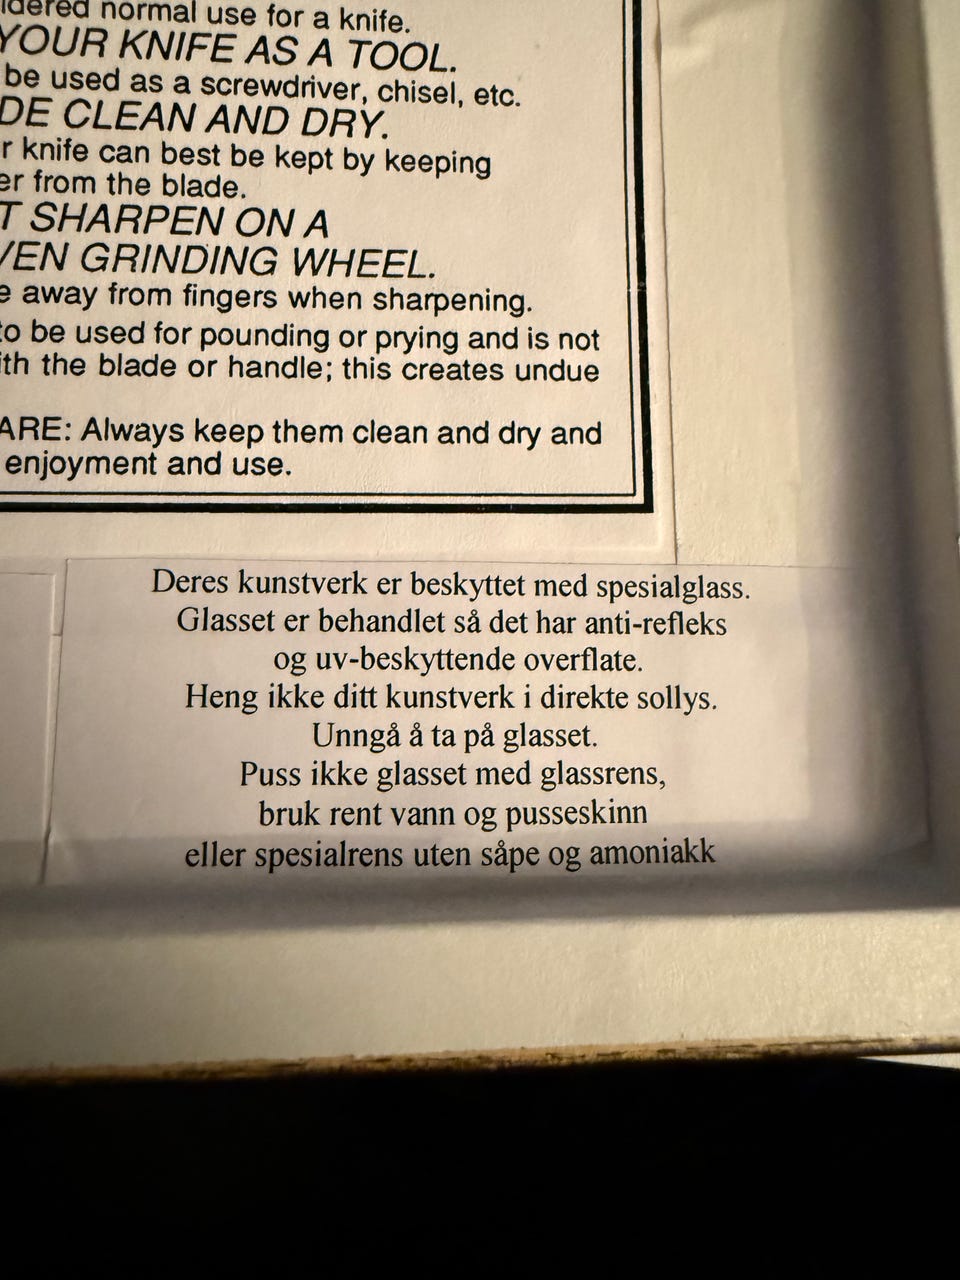 normal use for a knife.
YOUR KNIFE AS A TOOL.
be used as a screwdriver, chisel, etc.
DE CLEAN AND DRY.
r knife can best be kept by keeping
er from the blade.
T SHARPEN ON A
VEN GRINDING WHEEL.
e away from fingers when sharpening.
to be used for pounding or prying and is not
ith the blade or handle; this creates undue
ARE: Always keep them clean and dry and
enjoyment and use.
Deres kunstverk er beskyttet med spesialglass.
Glasset er behandlet så det har anti-refleks
og uv-beskyttende overflate.
Heng ikke ditt kunstverk i direkte sollys.
Unngå å ta på glasset.
Puss ikke glasset med glassrens,
bruk rent vann og pusseskinn
eller spesialrens uten såpe og amoniakk